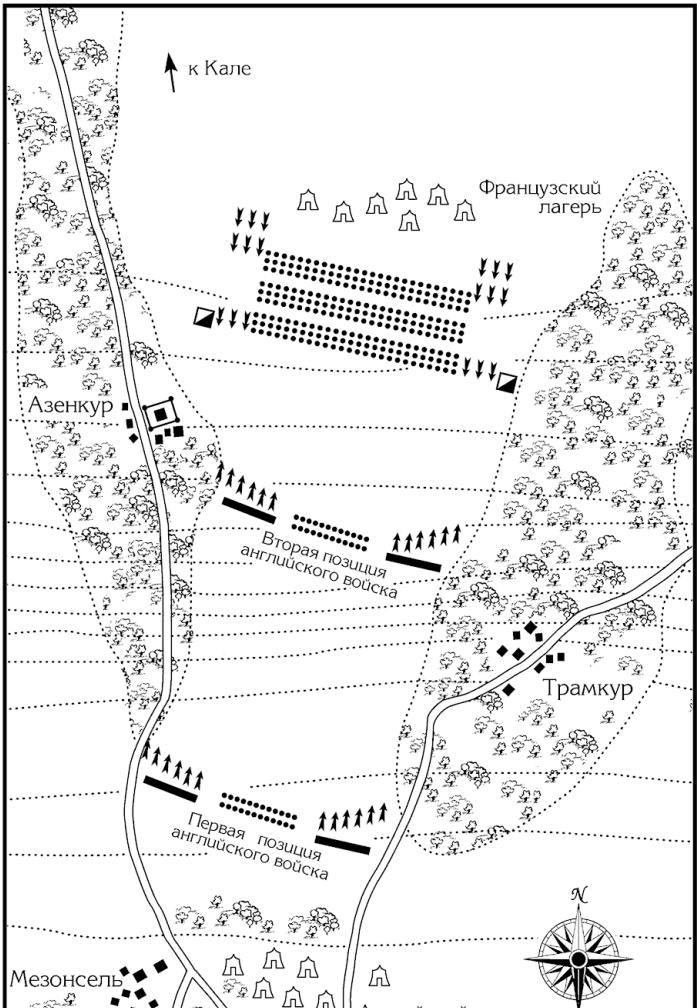 к Кале
Французский
лагерь
Азенкур
Вторая позиция
английского войска
Трамкур
Первая позиция
английского войска
N
Мезонсель